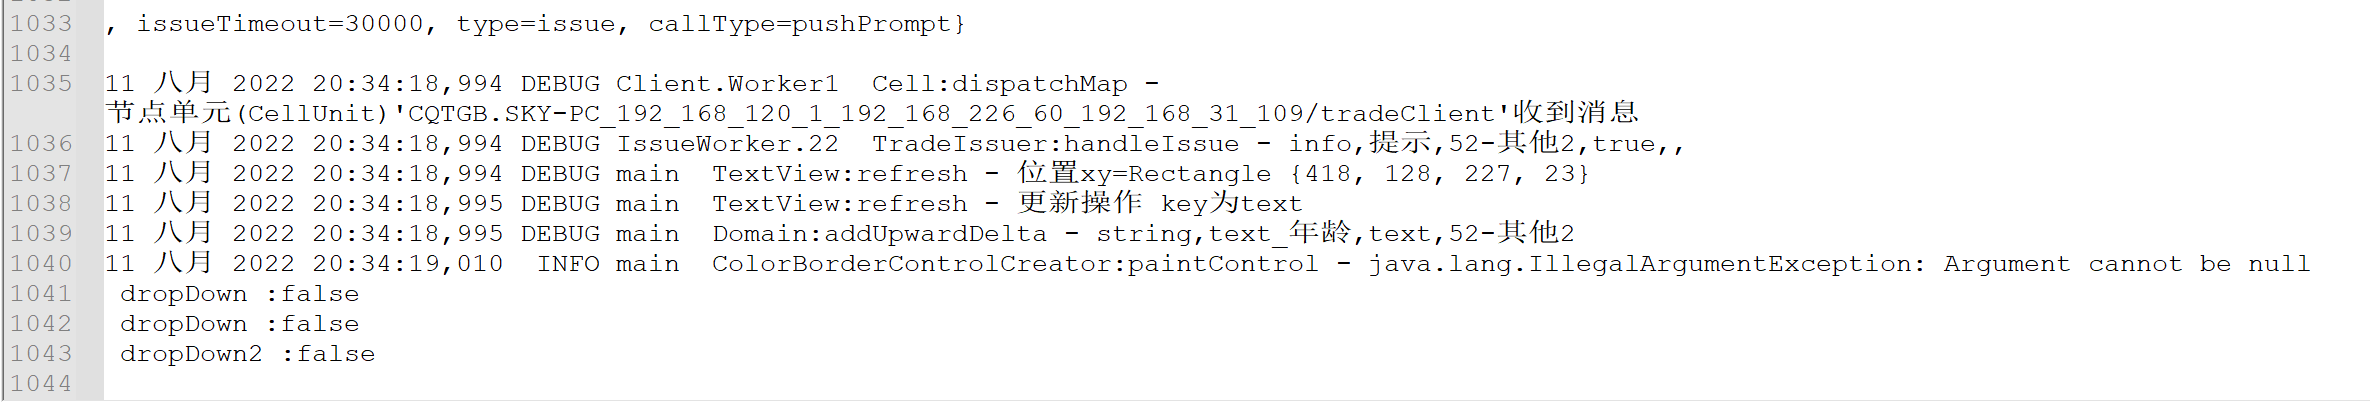 1033 , issueTimeout=30000, type=issue, callType=pushPrompt}
1034
1035 11 八月 2022 20:34:18,994 DEBUG Client.Worker1  Cell:dispatchMap -
节点单元(CellUnit)'CQTGB.SKY-PC_192_168_120_1_192_168_226_60_192_168_31_109/tradeClient'收到消息
1036 11 八月 2022 20:34:18,994 DEBUG IssueWorker.22  TradeIssuer:handleIssue - info,提示,52-其他2,true,,
1037 11 八月 2022 20:34:18,994 DEBUG main  TextView:refresh - 位置xy=Rectangle {418, 128, 227, 23}
1038 11 八月 2022 20:34:18,995 DEBUG main  TextView:refresh - 更新操作 key为text
1039 11 八月 2022 20:34:18,995 DEBUG main  Domain:addUpwardDelta - string,text_年龄,text,52-其他2
1040 11 八月 2022 20:34:19,010  INFO main  ColorBorderControlCreator:paintControl - java.lang.IllegalArgumentException: Argument cannot be null
1041  dropDown :false
1042  dropDown :false
1043  dropDown2 :false
1044